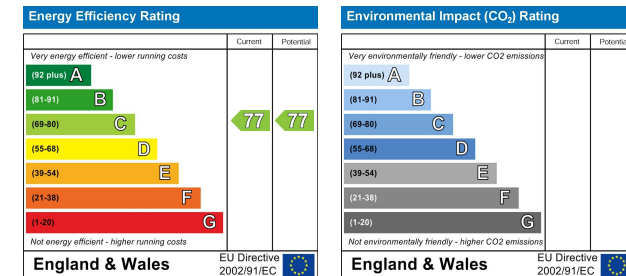 Energy Efficiency Rating
Current Potential
Very energy efficient - lower running costs
(92 plus) A
(81-91) B
(69-80) C
77 77
(55-68) D
(39-54) E
(21-38) F
(1-20) G
Not energy efficient - higher running costs
England & Wales
EU Directive
2002/91/EC
Environmental Impact (CO₂) Rating
Current Potential
Very environmentally friendly - lower CO2 emissions
(92 plus) A
(81-91) B
(69-80) C
(55-68) D
(39-54) E
(21-38) F
(1-20) G
Not environmentally friendly - higher CO2 emissions
England & Wales
EU Directive
2002/91/EC